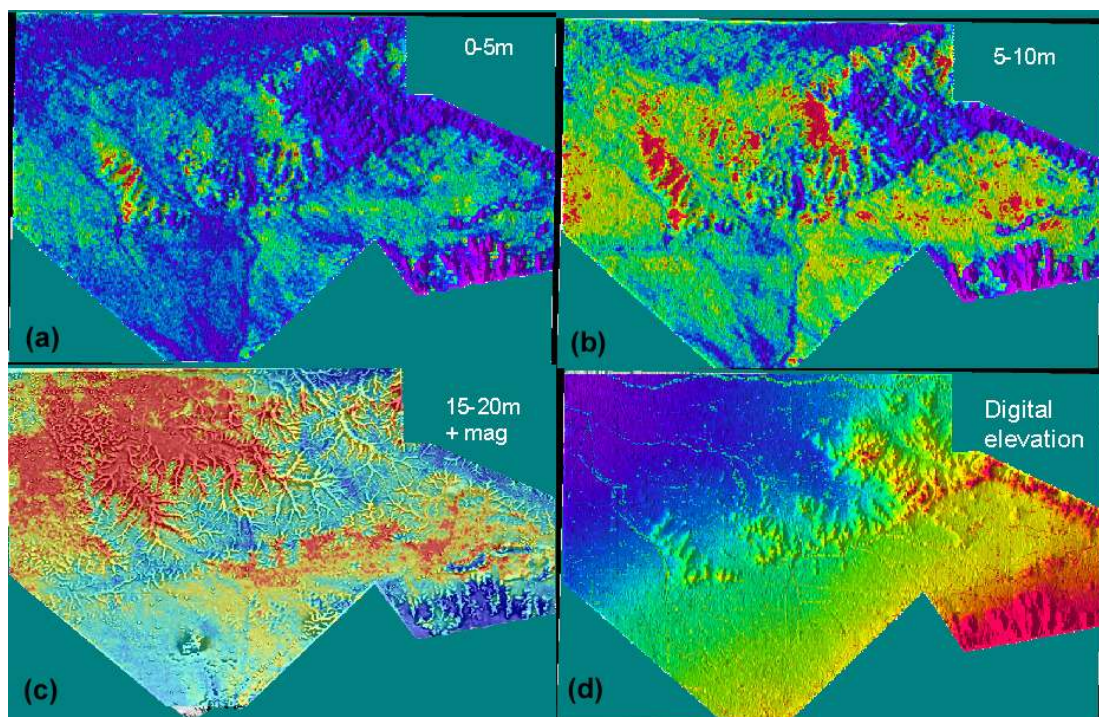 0-5m
(a)
5-10m
(b)
15-20m
+ mag
(c)
Digital
elevation
(d)